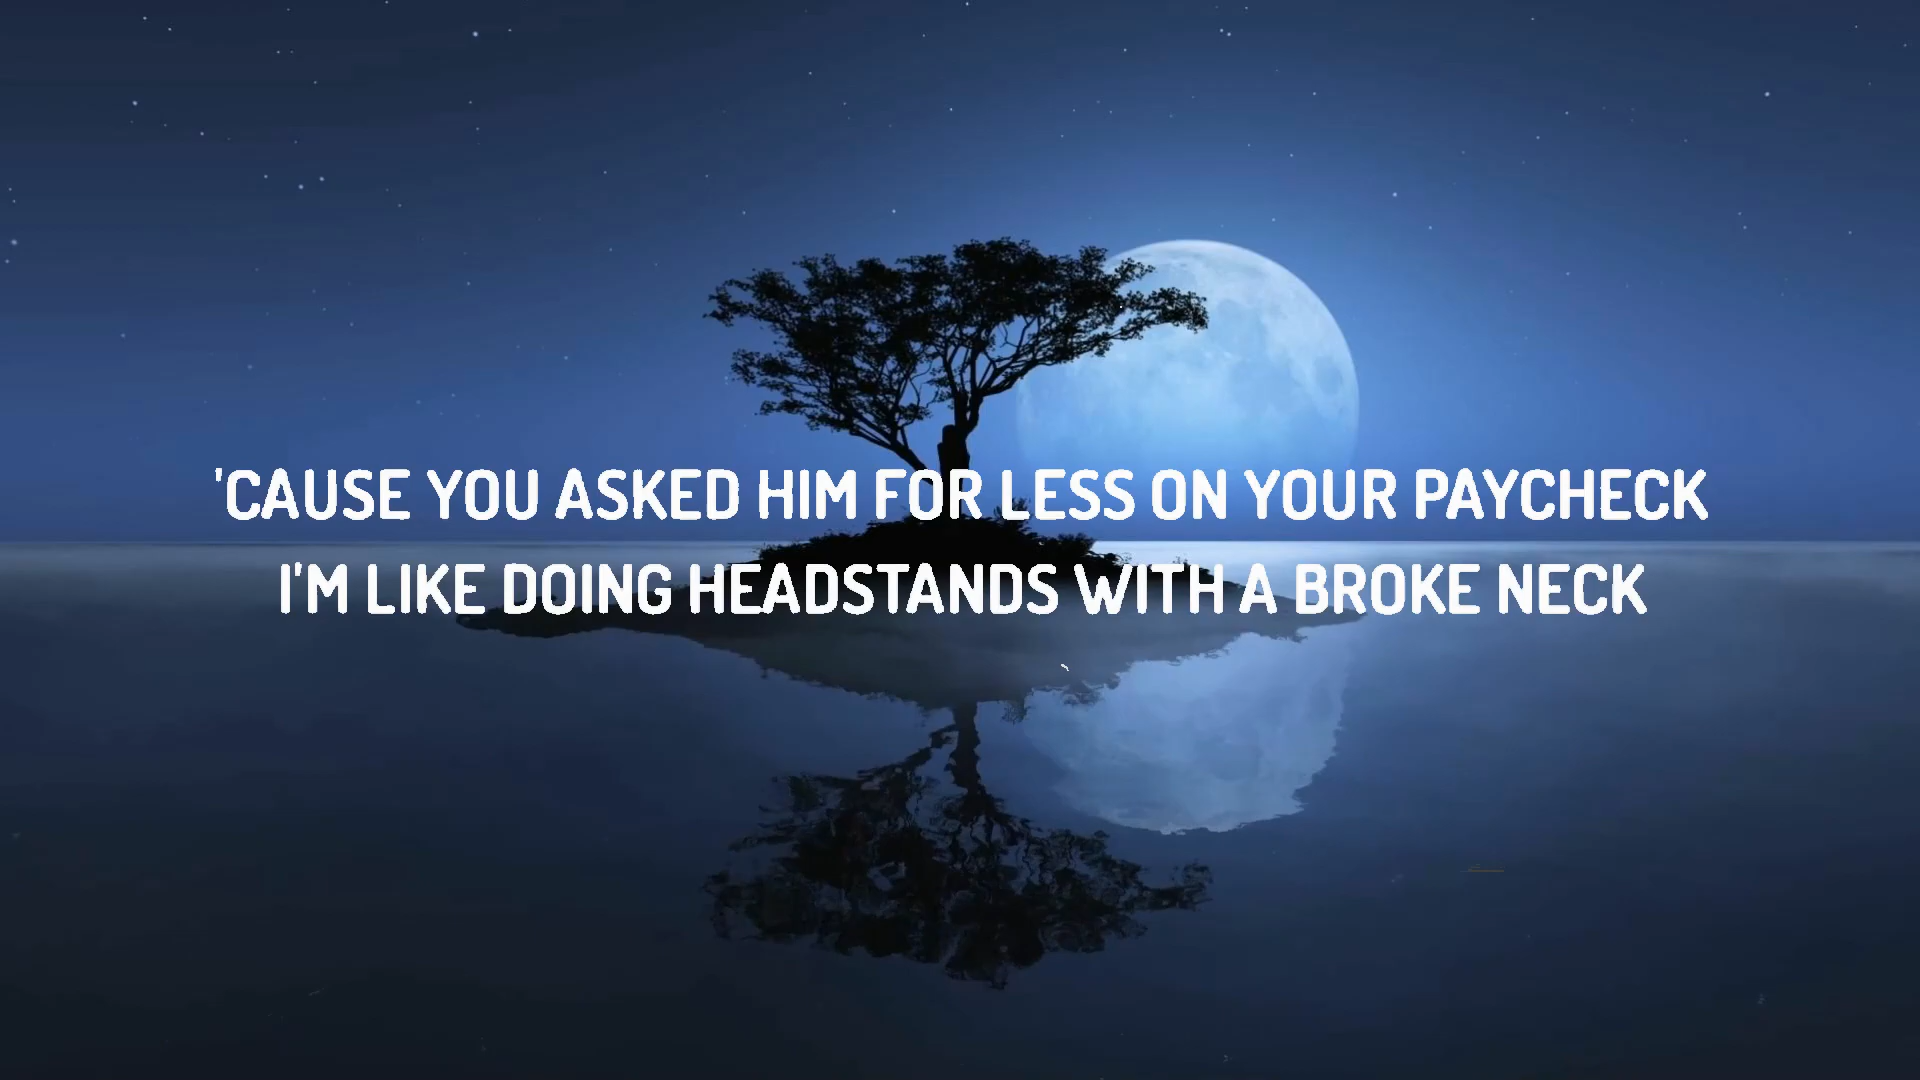 'CAUSE YOU ASKED HIM FOR LESS ON YOUR PAYCHECK
I'M LIKE DOING HEADSTANDS WITH A BROKE NECK